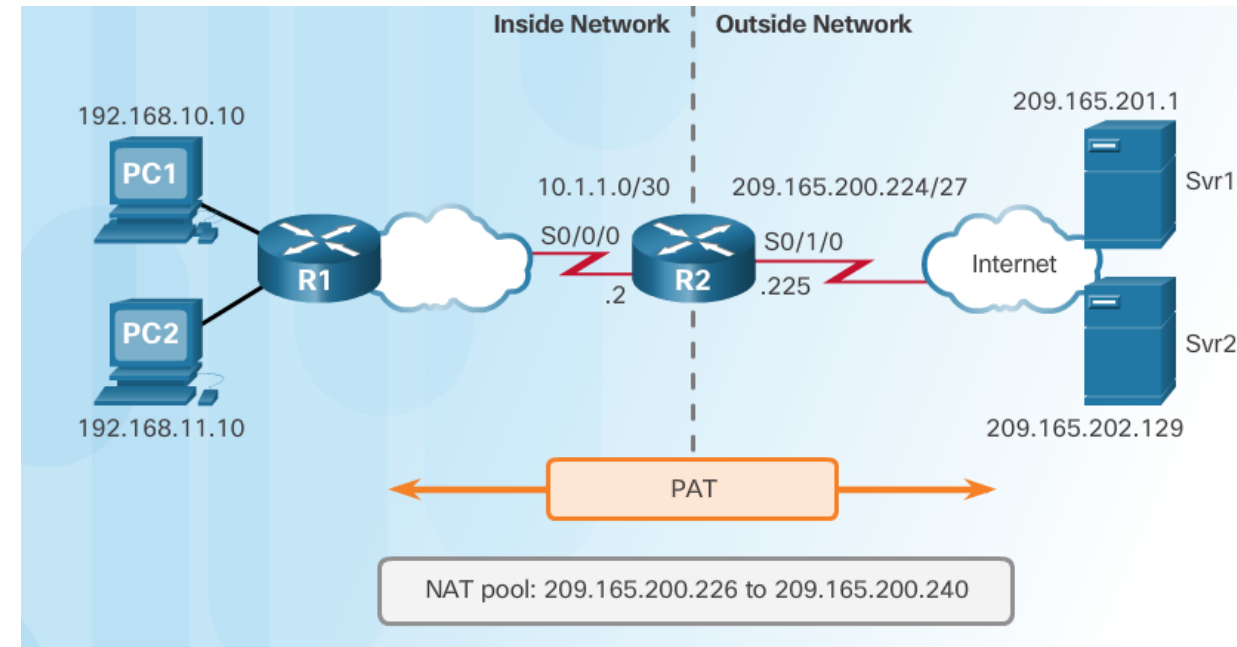 Inside Network
Outside Network
192.168.10.10
209.165.201.1
PC1
Svr1
10.1.1.0/30
209.165.200.224/27
S0/0/0
S0/1/0
R1
R2
Internet
.2
.225
PC2
Svr2
192.168.11.10
209.165.202.129
PAT
NAT pool: 209.165.200.226 to 209.165.200.240